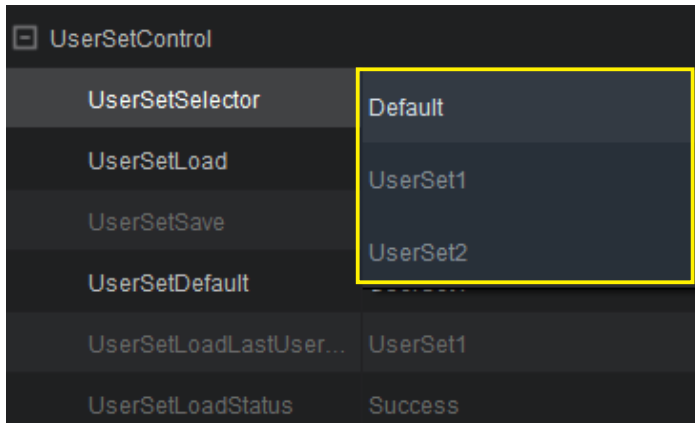 UserSetControl
UserSetSelector
Default
UserSetLoad
UserSet1
UserSetSave
UserSet2
UserSetDefault
UserSetLoadLastUser... UserSet1
UserSetLoadStatus Success